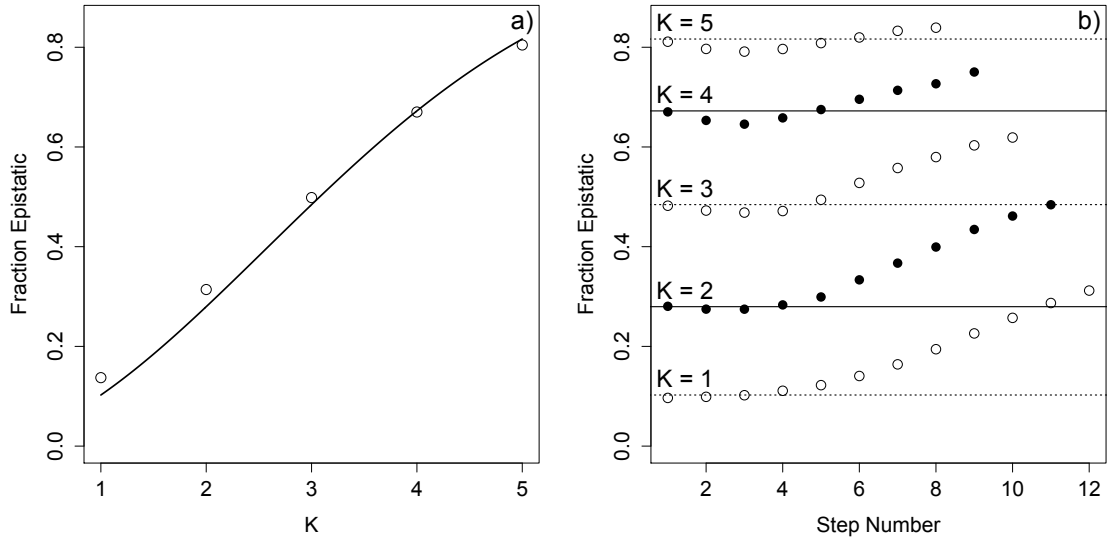 a)
Fraction Epistatic
0.0 0.2 0.4 0.6 0.8
1 2 3 4 5
K
b)
K = 5
K = 4
K = 3
K = 2
K = 1
Fraction Epistatic
0.0 0.2 0.4 0.6 0.8
2 4 6 8 10 12
Step Number